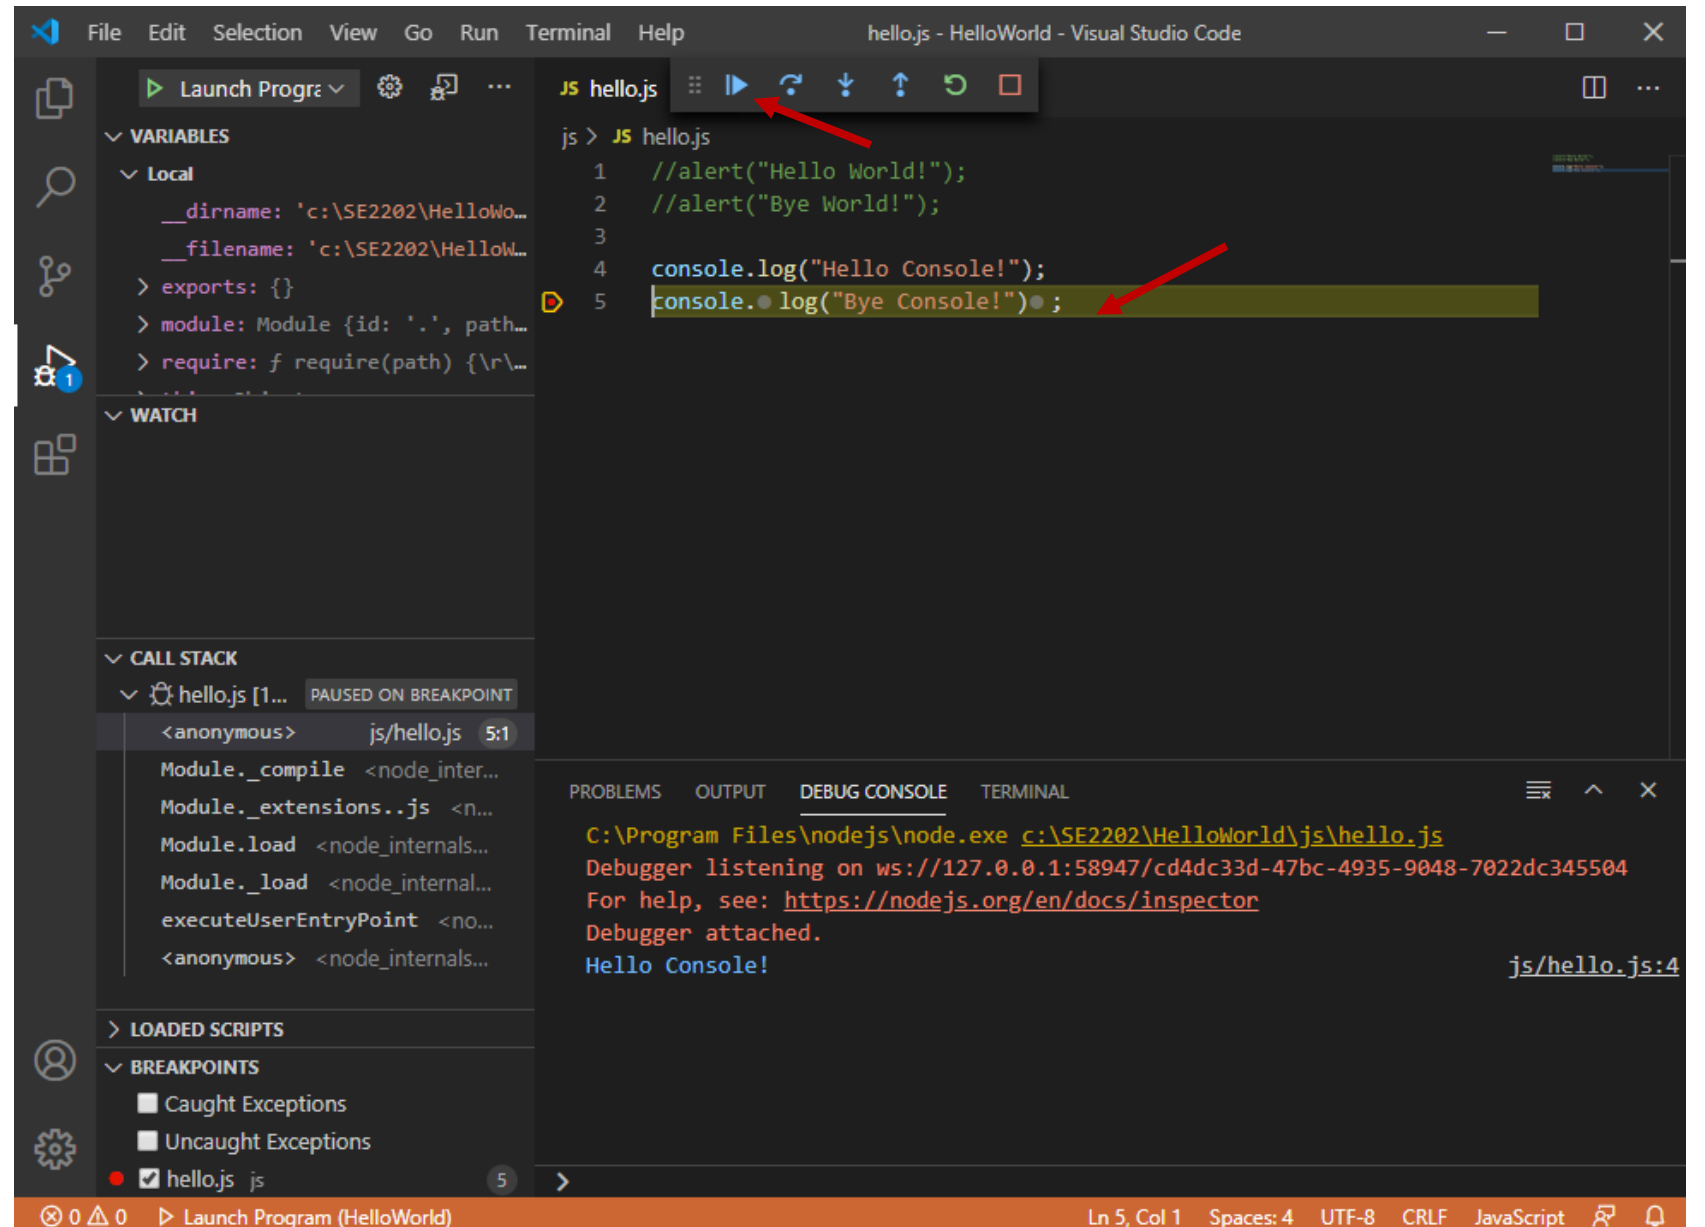 File Edit Selection View Go Run Terminal Help hello.js - HelloWorld - Visual Studio Code
Launch Progra
VARIABLES
Local
__dirname: 'c:\SE2202\HelloWo…
__filename: 'c:\SE2202\HelloW…
exports: {}
module: Module {id: '.', path…
require: ƒ require(path) {\r\…
WATCH
CALL STACK
hello.js [1... PAUSED ON BREAKPOINT
<anonymous> js/hello.js 5:1
Module._compile <node_inter...
Module._extensions..js <n...
Module.load <node_internals...
Module._load <node_internal...
executeUserEntryPoint <no...
<anonymous> <node_internals...
LOADED SCRIPTS
BREAKPOINTS
Caught Exceptions
Uncaught Exceptions
hello.js js 5
JS hello.js
js > JS hello.js
1 //alert("Hello World!");
2 //alert("Bye World!");
3
4 console.log("Hello Console!");
5 console.log("Bye Console!") ;
PROBLEMS OUTPUT DEBUG CONSOLE TERMINAL
C:\Program Files\nodejs\node.exe c:\SE2202\HelloWorld\js\hello.js
Debugger listening on ws://127.0.0.1:58947/cd4dc33d-47bc-4935-9048-7022dc345504
For help, see: https://nodejs.org/en/docs/inspector
Debugger attached.
Hello Console! js/hello.js:4
1
0 0 Launch Program (HelloWorld) Ln 5, Col 1 Spaces: 4 UTF-8 CRLF JavaScript